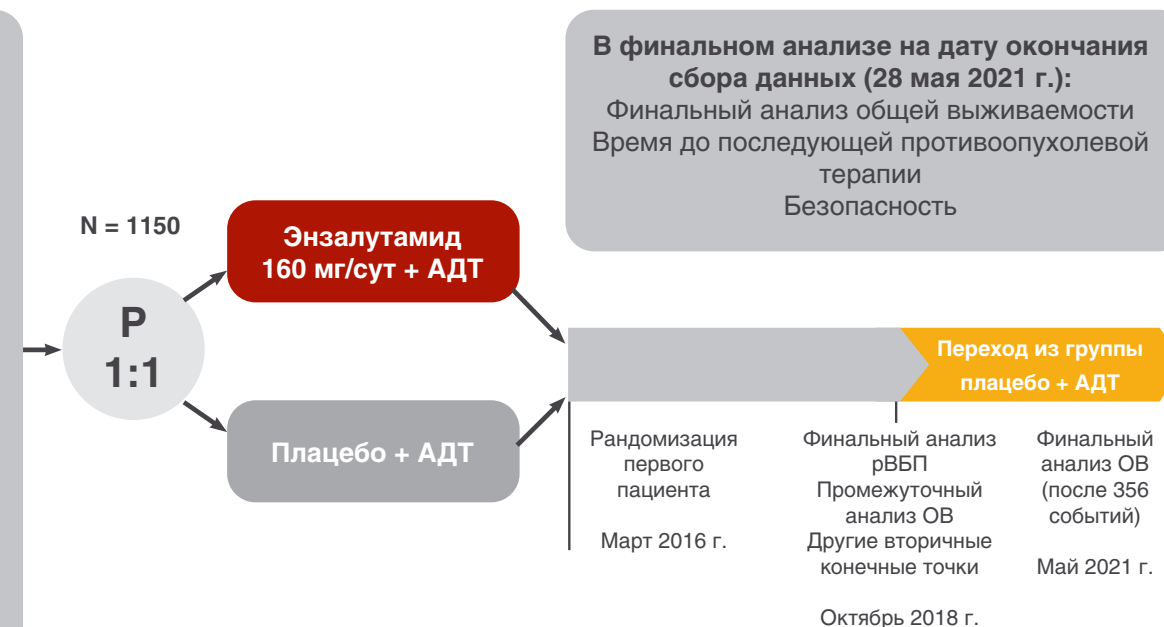 В финальном анализе на дату окончания
сбора данных (28 мая 2021 г.):
Финальный анализ общей выживаемости
Время до последующей противоопухолевой
терапии
Безопасность
N = 1150
Энзалутамид
160 мг/сут + АДТ
Р
1:1
Плацебо + АДТ
Переход из группы
плацебо + АДТ
Рандомизация
первого
пациента
Март 2016 г.
Финальный анализ
рВБП
Промежуточный
анализ ОВ
Другие вторичные
конечные точки
Октябрь 2018 г.
Финальный
анализ ОВ
(после 356
событий)
Май 2021 г.